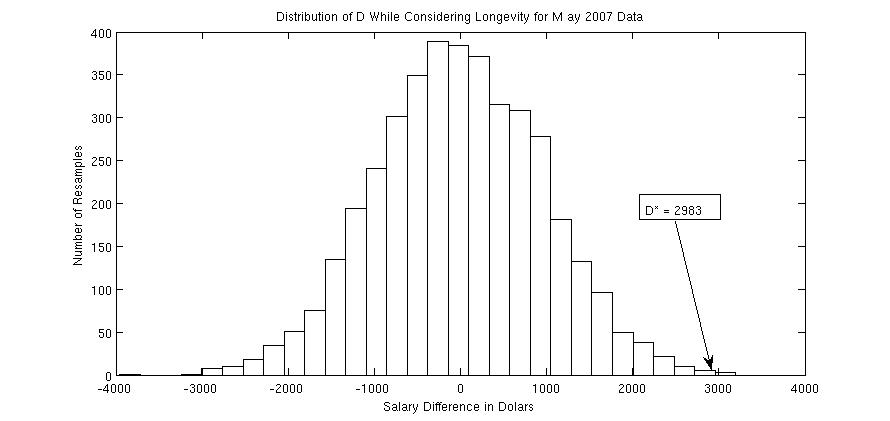 Distribution of D While Considering Longevity for M ay 2007 Data
400
350
300
250
200
150
100
50
0
Number of Resamples
D* = 2983
-4000 -3000 -2000 -1000 0 1000 2000 3000 4000
Salary Difference in Dolars